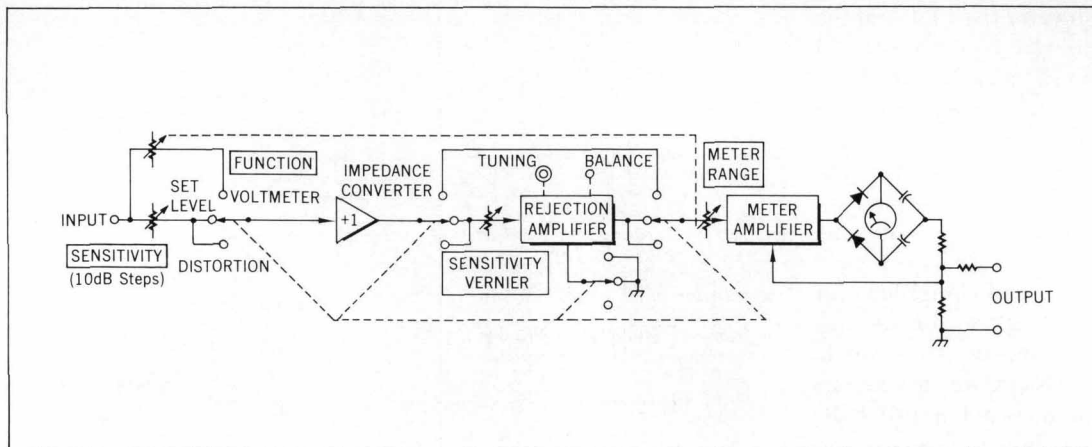 FUNCTION
SET
LEVEL
VOLTMETER
INPUT
SENSITIVITY
(10dB Steps)
DISTORTION
IMPEDANCE
CONVERTER
+1
TUNING
BALANCE
REJECTION
AMPLIFIER
SENSITIVITY
VERNIER
METER
RANGE
METER
AMPLIFIER
OUTPUT